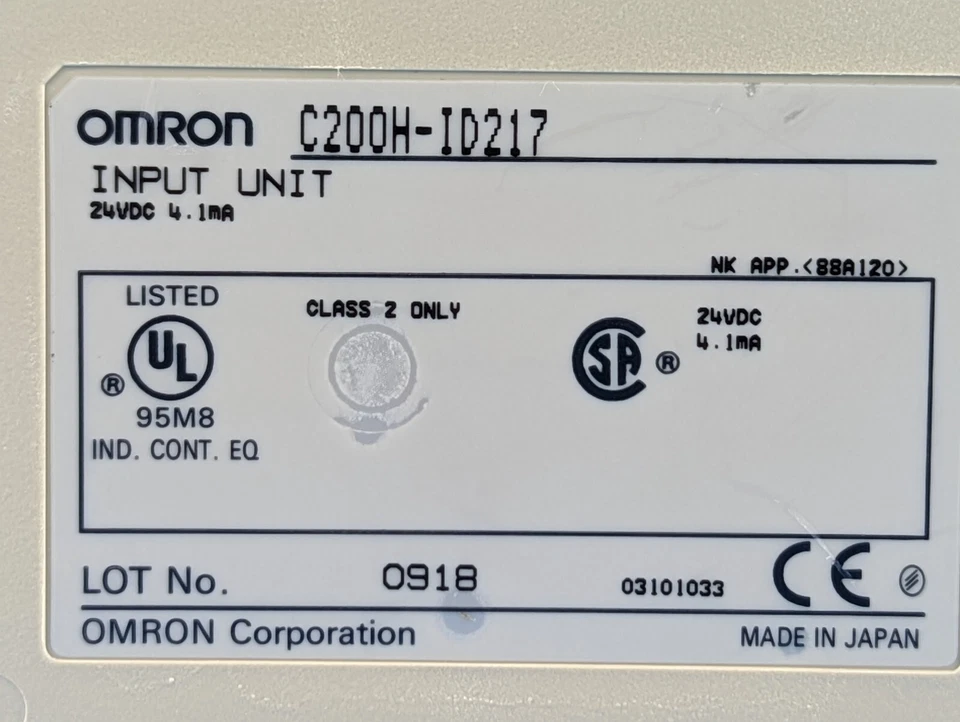 OMRON C200H-ID217
INPUT UNIT
24VDC 4.1mA
NK APP.<88A120>
LISTED
UL
®
95M8
IND. CONT. EQ
CLASS 2 ONLY
CSA ®
24VDC
4.1mA
LOT No. 0918 03101033 CE
OMRON Corporation MADE IN JAPAN